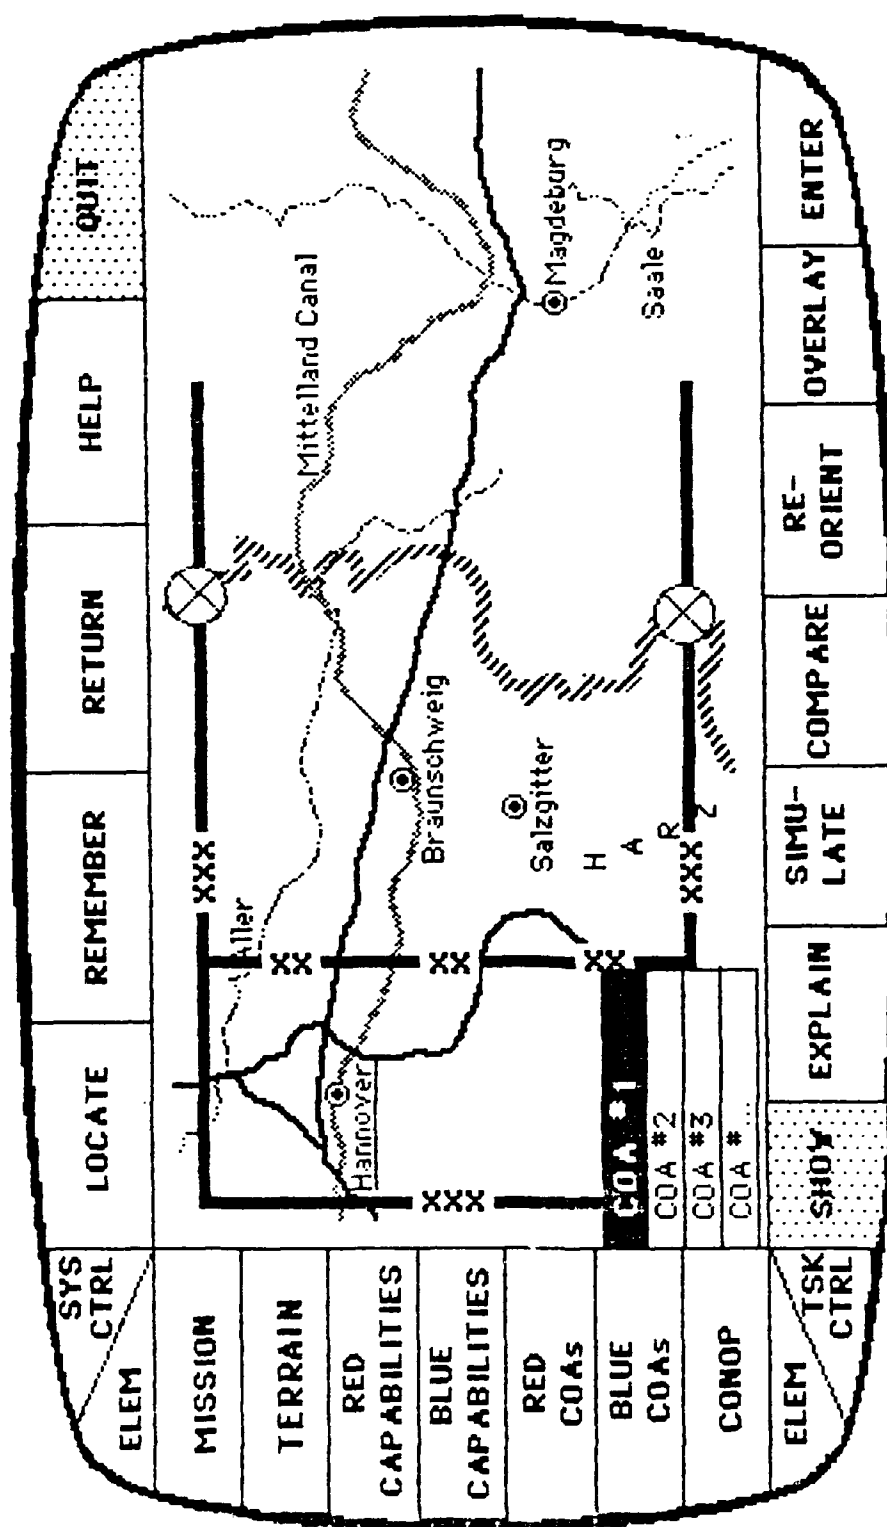 SYS
CTRL
LOCATE
REMEMBER
RETURN
HELP
QUIT
ELEM
MISSION
TERRAIN
RED
CAPABILITIES
BLUE
CAPABILITIES
RED
COAs
BLUE
COAs
CONOP
ELEM
TSK
CTRL
XXX
Aller
Mittelland Canal
XX
Hannover
Braunschweig
XX
XXX
Magdeburg
Salzgitter
XX
H
A
R
Z
Saale
XXX
COA #1
COA #2
COA #3
COA #...
SHOW
EXPLAIN
SIMU-
LATE
COMPARE
RE-
ORIENT
OVERLAY
ENTER